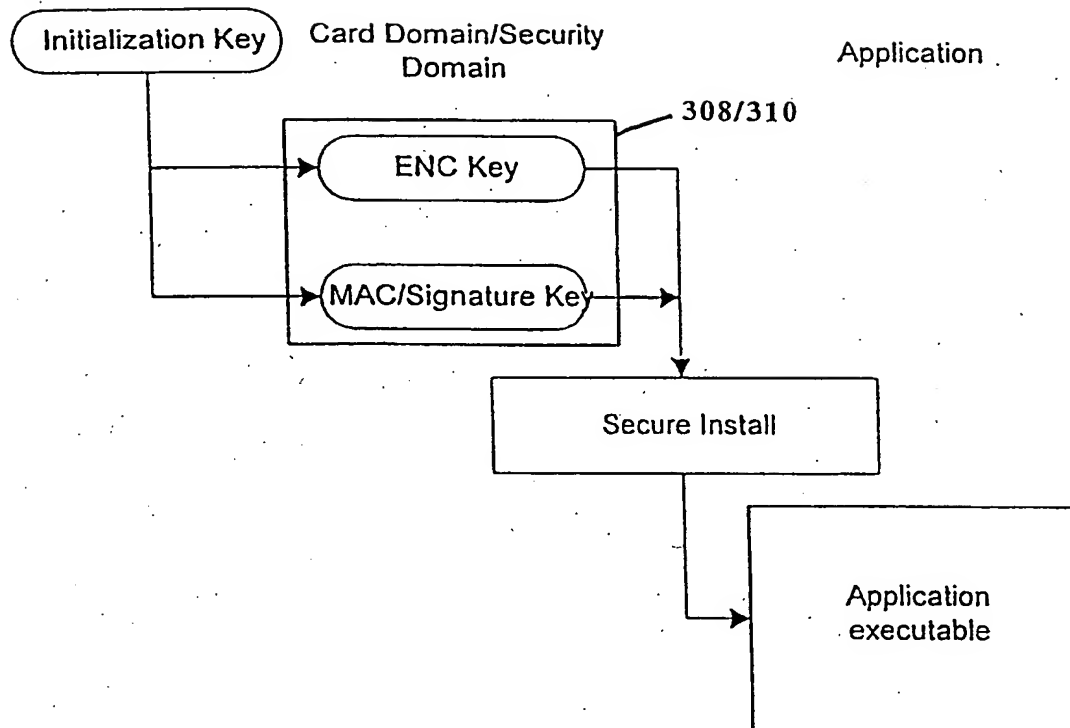 Initialization Key
Card Domain/Security
Domain
Application
308/310
ENC Key
MAC/Signature Key
Secure Install
Application
executable